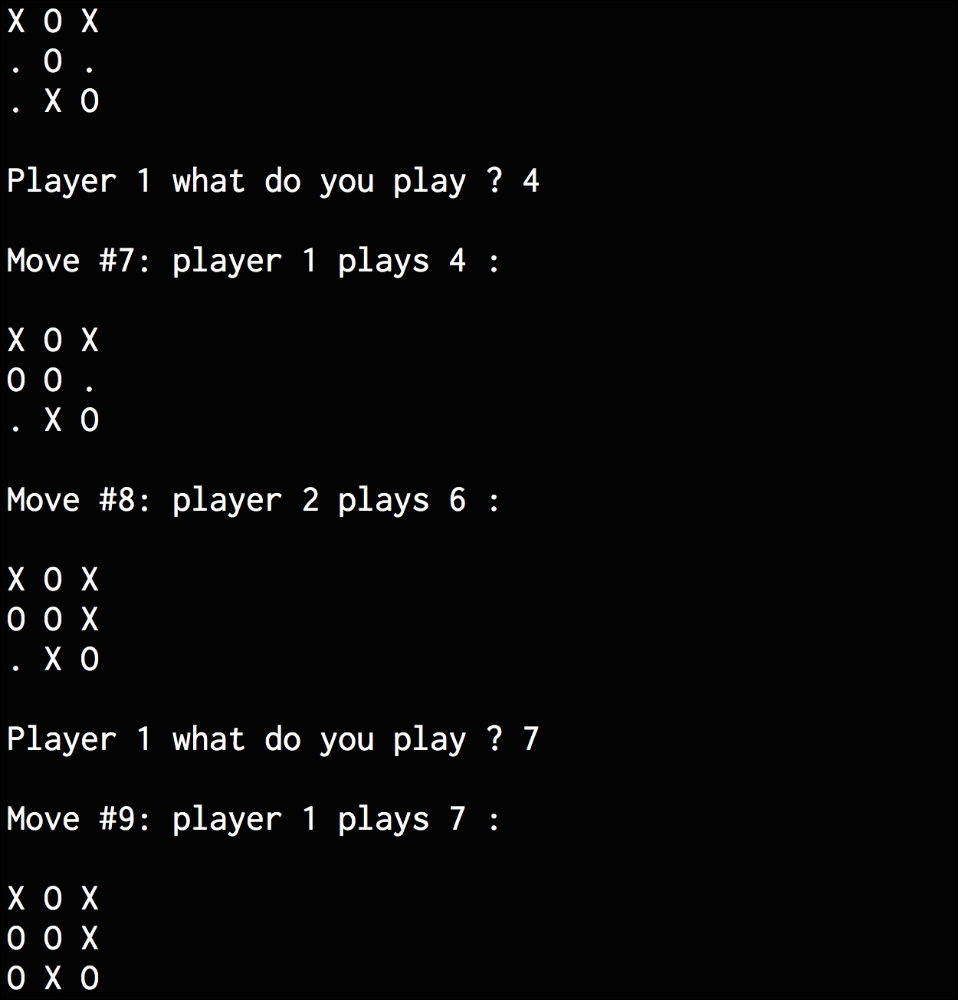 X O X
. O .
. X O
Player 1 what do you play ? 4
Move #7: player 1 plays 4 :
X O X
O O .
. X O
Move #8: player 2 plays 6 :
X O X
O O X
. X O
Player 1 what do you play ? 7
Move #9: player 1 plays 7 :
X O X
O O X
O X O